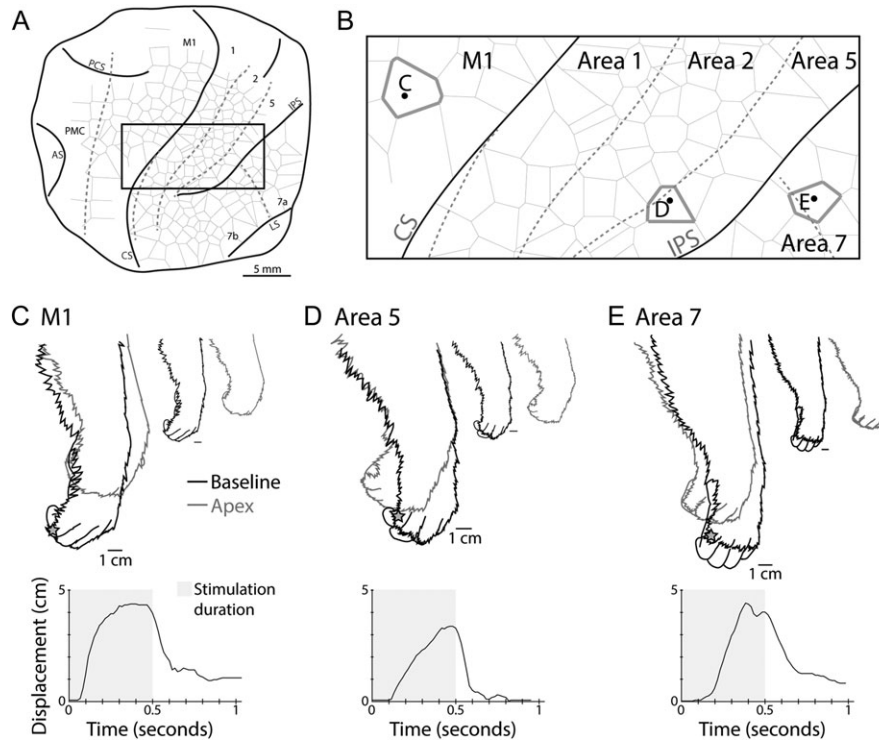 A
PCS
M1
1
2
5
IPS
PMC
AS
7a
LS
7b
CS
5 mm
B
M1
Area 1
Area 2
Area 5
C
D
E
CS
IPS
Area 7
C M1
D Area 5
E Area 7
Baseline
Apex
1 cm
1 cm
1 cm
Displacement (cm)
5
0
Stimulation
duration
0
0.5
1
Time (seconds)
5
0
0
0.5
1
Time (seconds)
5
0
0
0.5
1
Time (seconds)